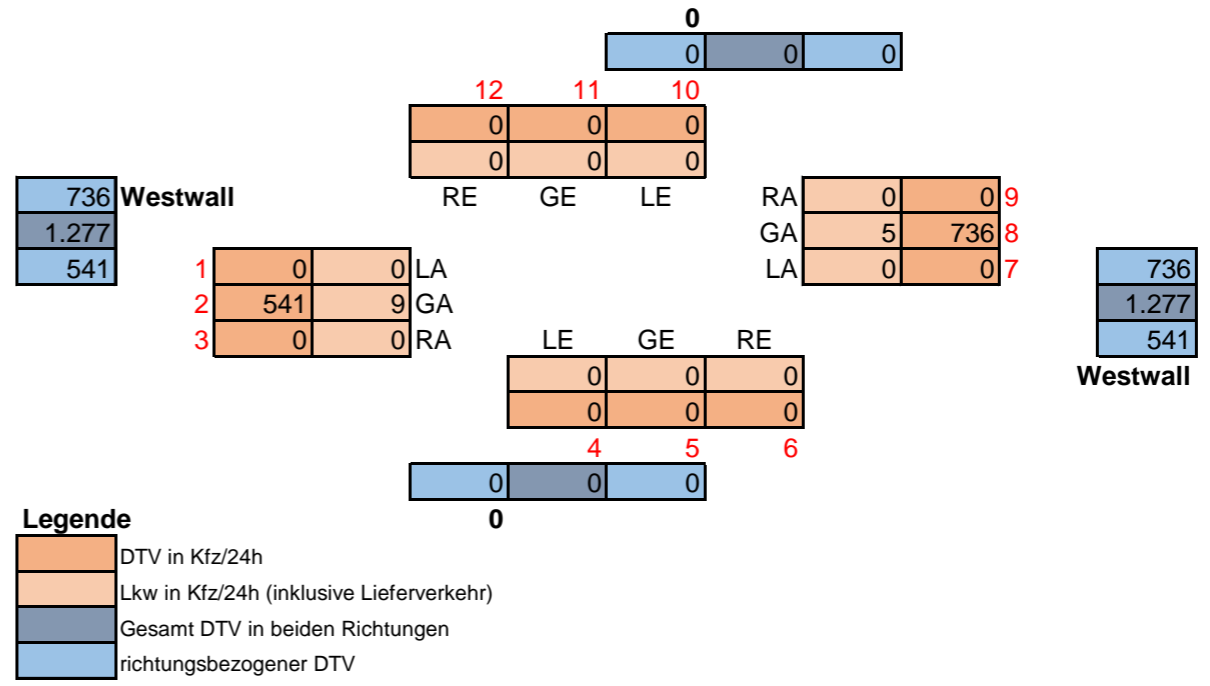 0
0 0 0
12 11 10
0 0 0
0 0 0
RE GE LE
736 Westwall
1.277
541
RA 0 0 9
GA 5 736 8
LA 0 0 7
1 0 0 LA
2 541 9 GA
3 0 0 RA
736
1.277
541
Westwall
LE GE RE
0 0 0
0 0 0
4 5 6
0 0 0
0
Legende
DTV in Kfz/24h
Lkw in Kfz/24h (inklusive Lieferverkehr)
Gesamt DTV in beiden Richtungen
richtungsbezogener DTV